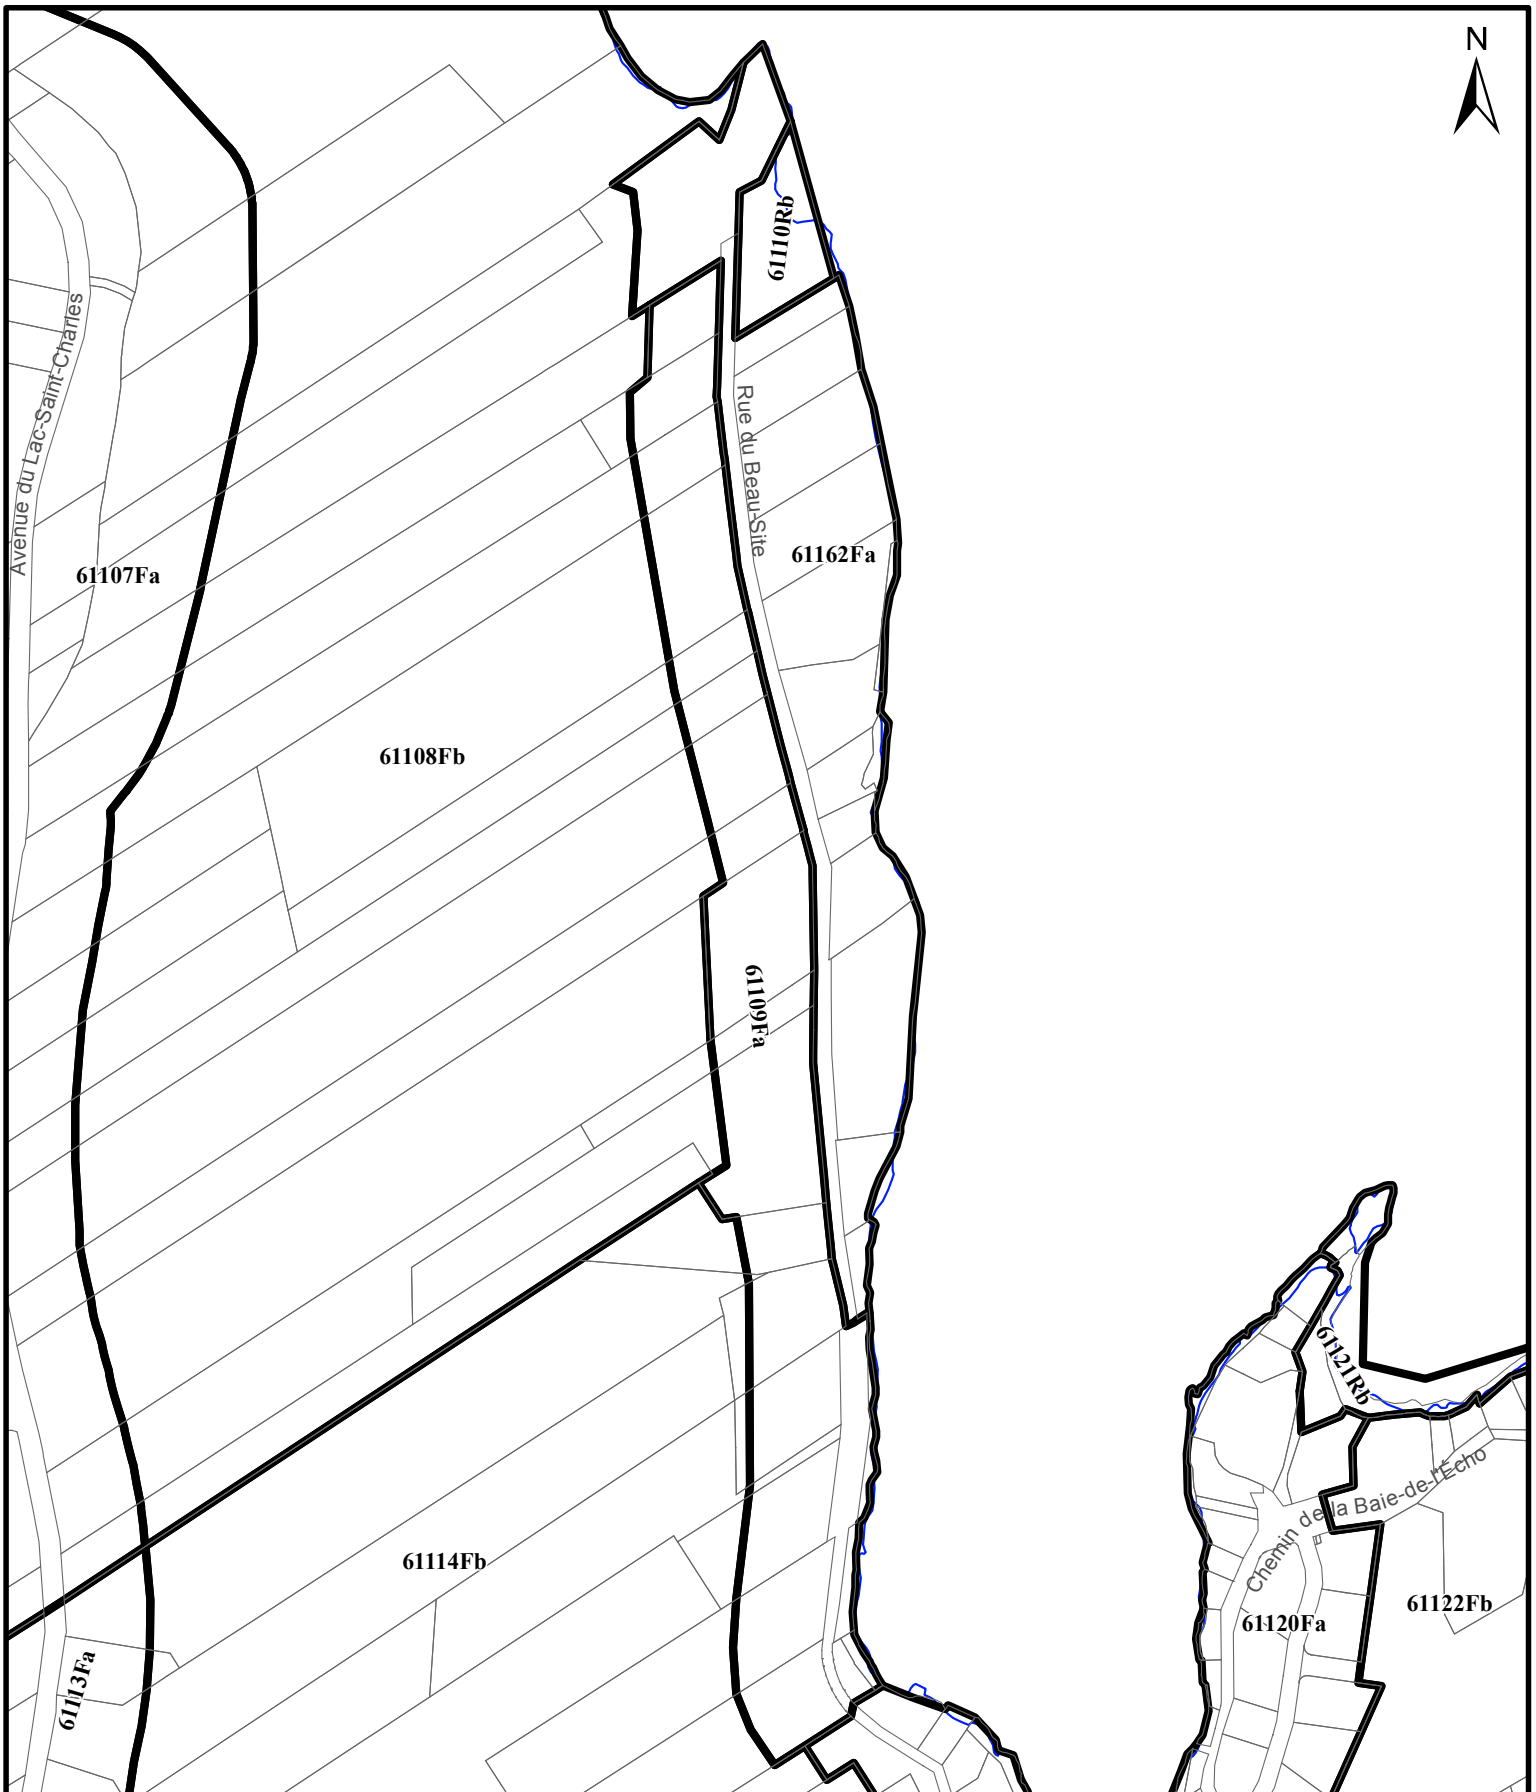 N
61110Rb
Avenue du Lac-Saint-Charles
Rue du Beau-Site
61162Fa
61107Fa
61108Fb
61109Fa
61121Rb
Chemin de la Baie-de-l'Écho
61114Fb
61122Fb
61120Fa
61113Fa